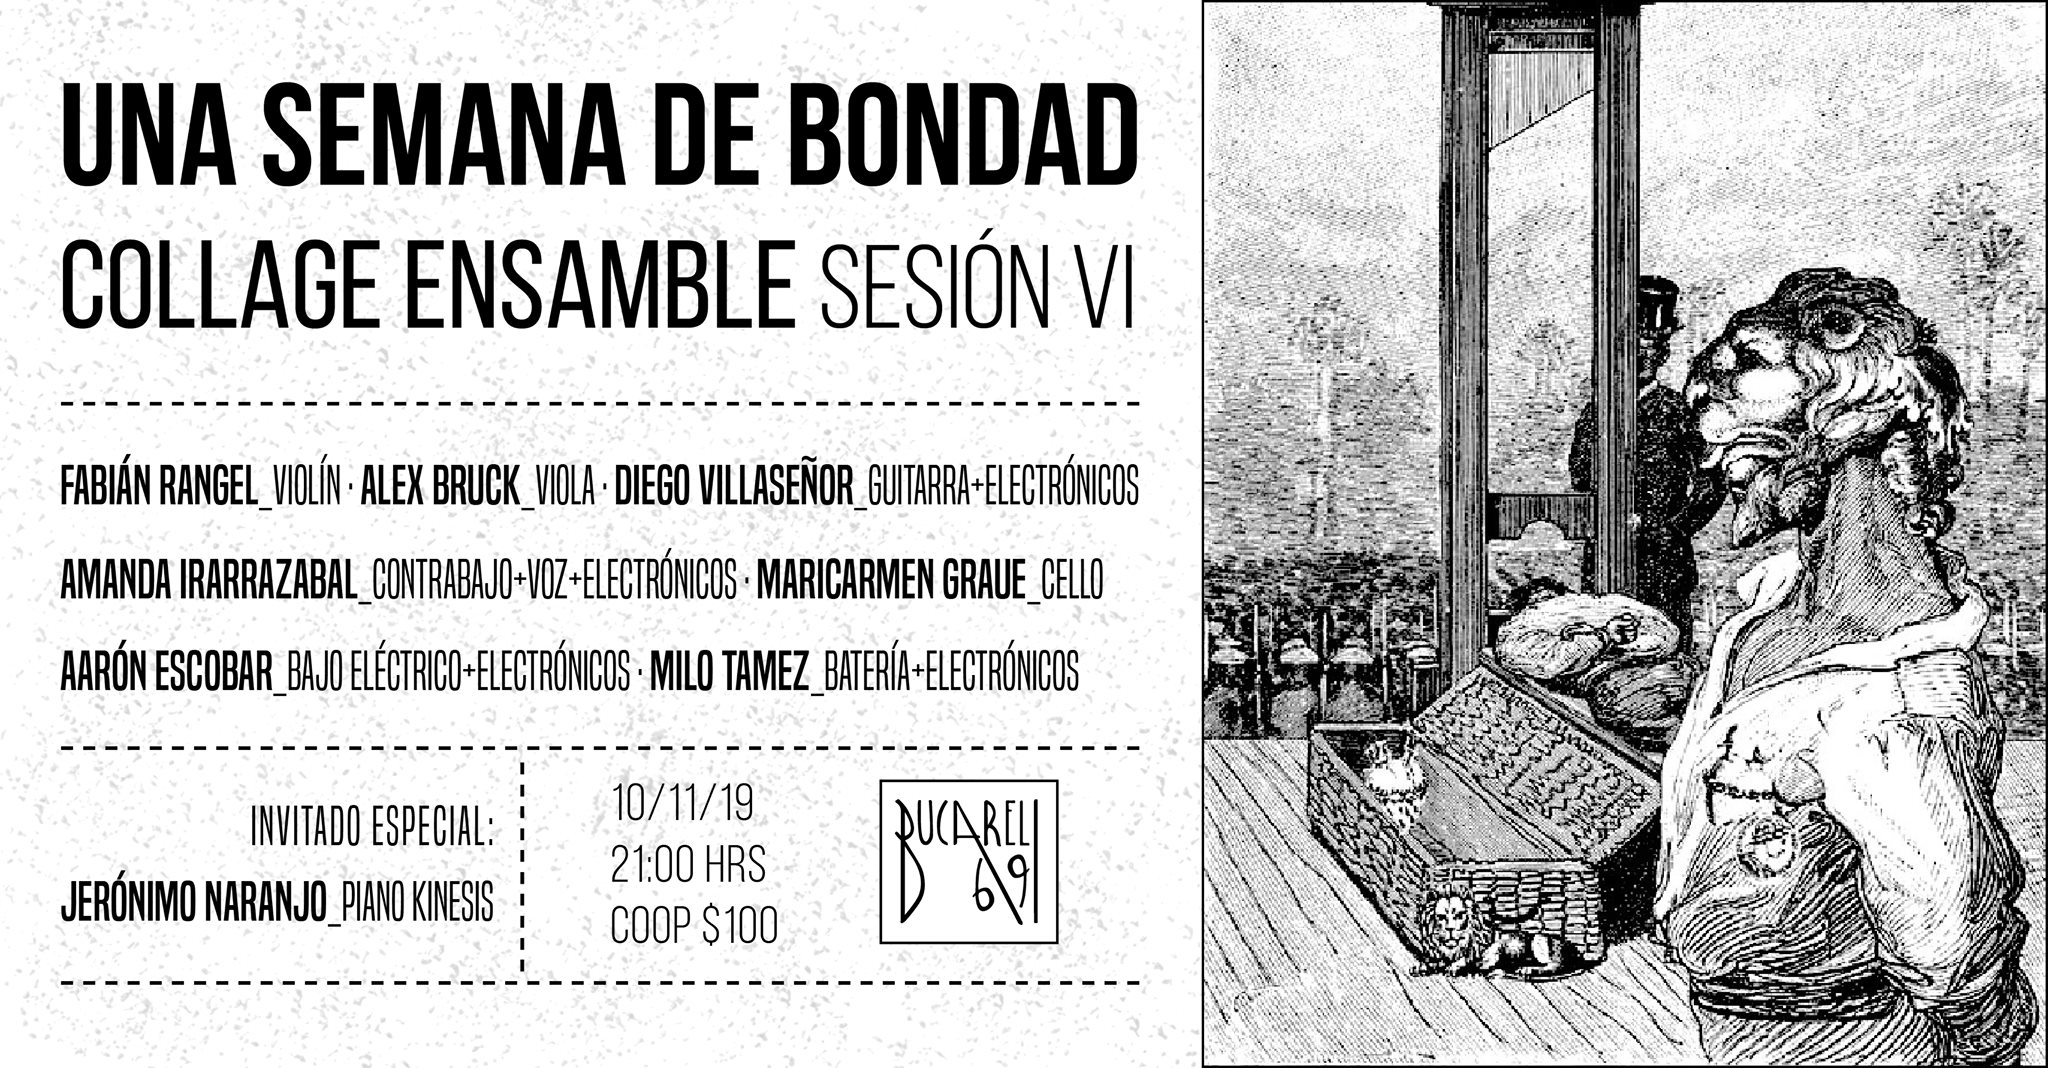 UNA SEMANA DE BONDAD
COLLAGE ENSAMBLE SESIÓN VI
FABIÁN RANGEL_VIOLÍN · ALEX BRUCK_VIOLA · DIEGO VILLASEÑOR_GUITARRA+ELECTRÓNICOS
AMANDA IRARRAZABAL_CONTRABAJO+VOZ+ELECTRÓNICOS · MARICARMEN GRAUE_CELLO
AARÓN ESCOBAR_BAJO ELÉCTRICO+ELECTRÓNICOS · MILO TAMEZ_BATERÍA+ELECTRÓNICOS
INVITADO ESPECIAL:
JERÓNIMO NARANJO_PIANO KINESIS
10/11/19
21:00 HRS
COOP $100
BUCARELI
69